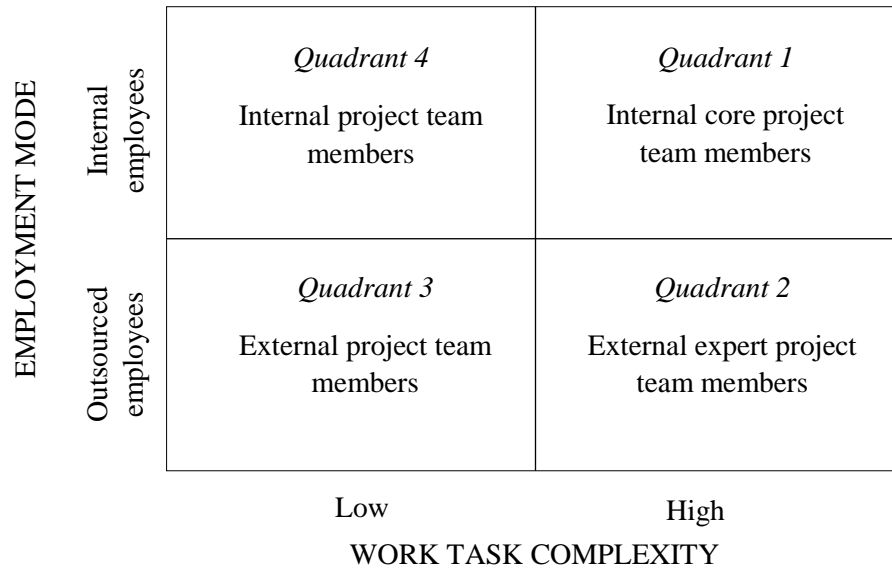 EMPLOYMENT MODE
Internal
employees
Quadrant 4
Internal project team
members
Quadrant 1
Internal core project
team members
Outsourced
employees
Quadrant 3
External project team
members
Quadrant 2
External expert project
team members
Low
High
WORK TASK COMPLEXITY